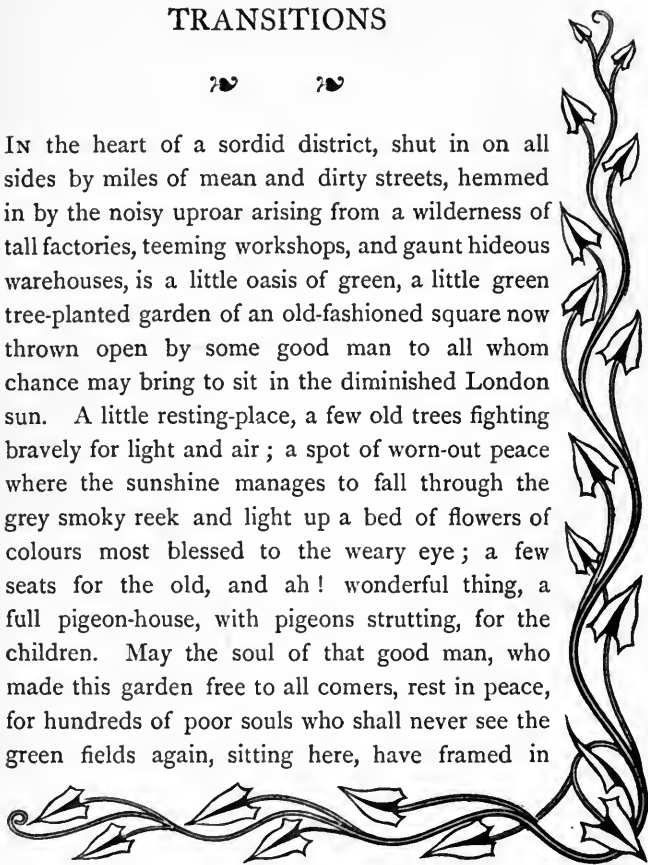 TRANSITIONS
IN the heart of a sordid district, shut in on all
sides by miles of mean and dirty streets, hemmed
in by the noisy uproar arising from a wilderness of
tall factories, teeming workshops, and gaunt hideous
warehouses, is a little oasis of green, a little green
tree-planted garden of an old-fashioned square now
thrown open by some good man to all whom
chance may bring to sit in the diminished London
sun. A little resting-place, a few old trees fighting
bravely for light and air ; a spot of worn-out peace
where the sunshine manages to fall through the
grey smoky reek and light up a bed of flowers of
colours most blessed to the weary eye ; a few
seats for the old, and ah ! wonderful thing, a
full pigeon-house, with pigeons strutting, for the
children. May the soul of that good man, who
made this garden free to all comers, rest in peace,
for hundreds of poor souls who shall never see the
green fields again, sitting here, have framed in